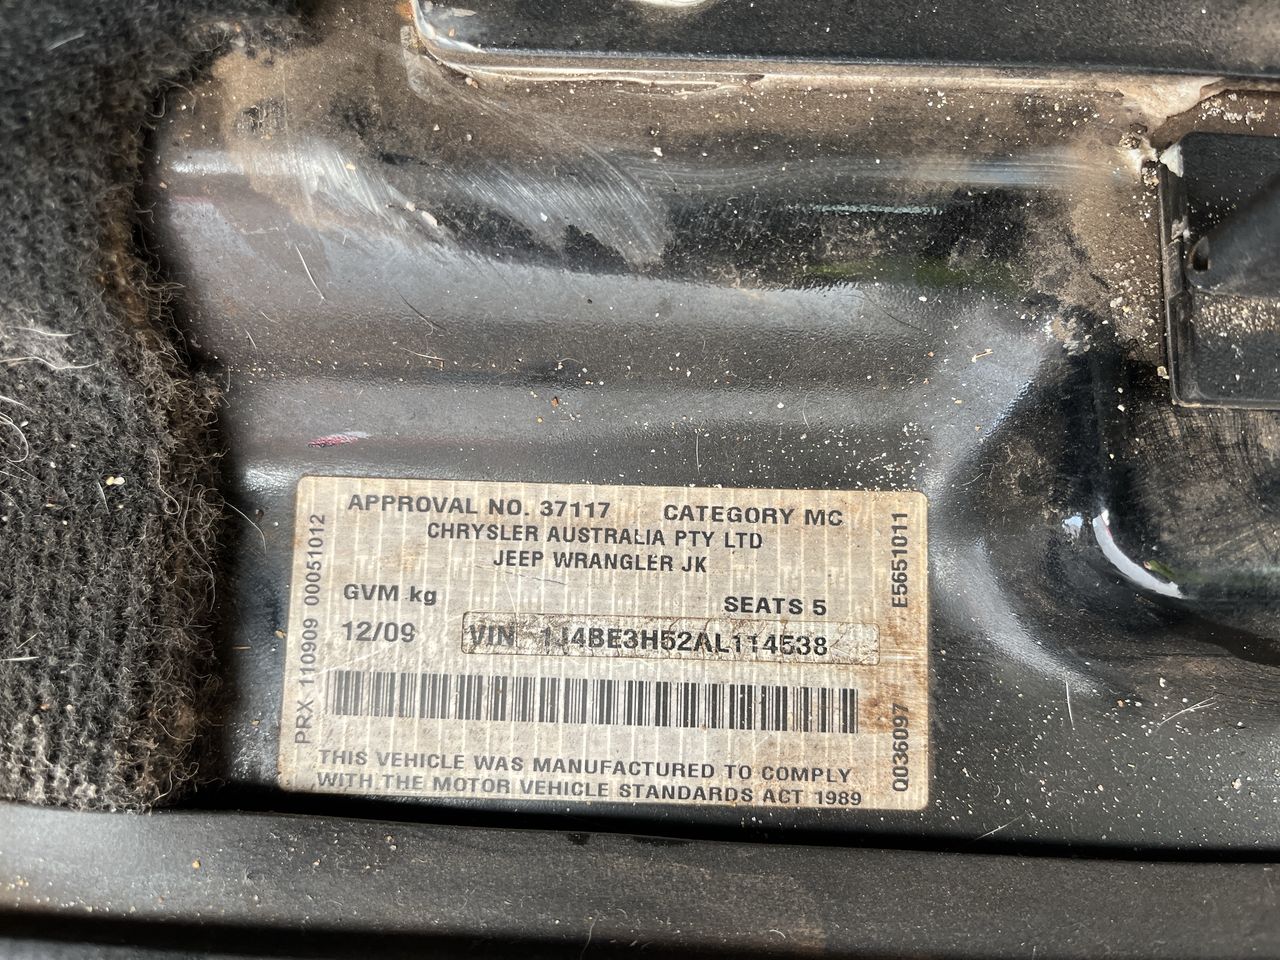 APPROVAL NO. 37117 CATEGORY MC
CHRYSLER AUSTRALIA PTY LTD
JEEP WRANGLER JK
GVM kg SEATS 5
12/09 VIN 1J4BE3H52AL114538
THIS VEHICLE WAS MANUFACTURED TO COMPLY
WITH THE MOTOR VEHICLE STANDARDS ACT 1989
PRX 110909 00051012
E5651011
Q036097